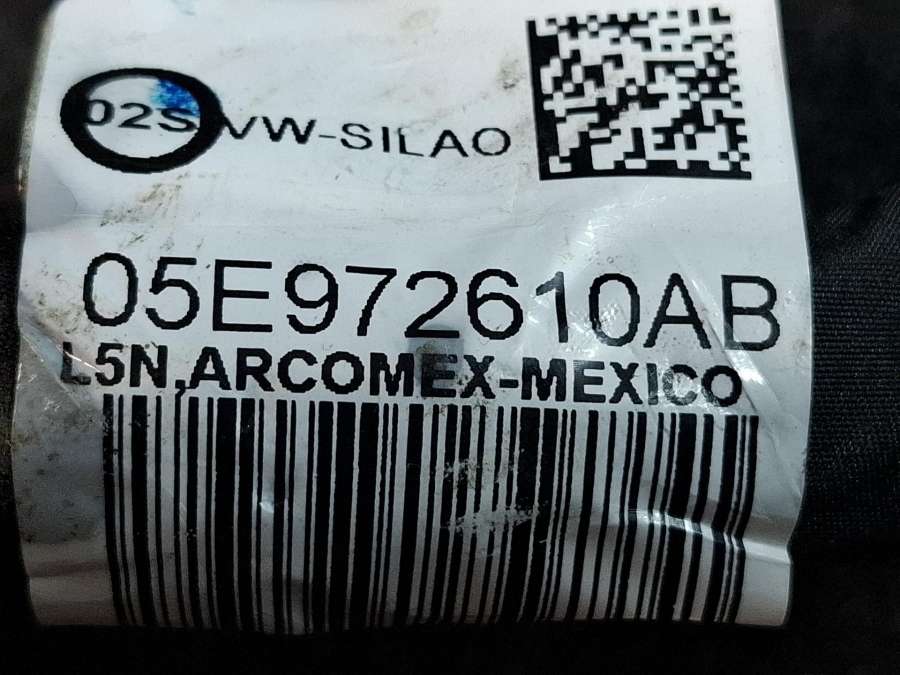 02S VW-SILAO
05E972610AB
L5N,ARCOMEX-MEXICO